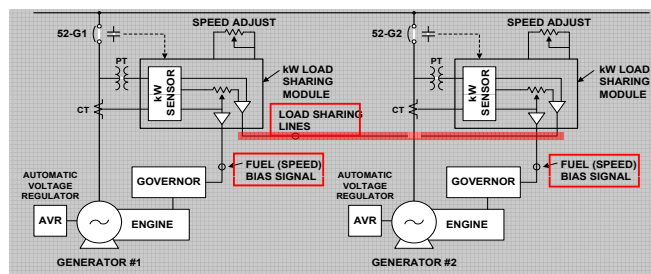 SPEED ADJUST
52-G1
PT
kW
SENSOR
kW LOAD
SHARING
MODULE
CT
LOAD SHARING
LINES
FUEL (SPEED)
BIAS SIGNAL
AUTOMATIC
VOLTAGE
REGULATOR
GOVERNOR
AVR
ENGINE
GENERATOR #1
SPEED ADJUST
52-G2
PT
kW
SENSOR
kW LOAD
SHARING
MODULE
CT
FUEL (SPEED)
BIAS SIGNAL
AUTOMATIC
VOLTAGE
REGULATOR
GOVERNOR
AVR
ENGINE
GENERATOR #2